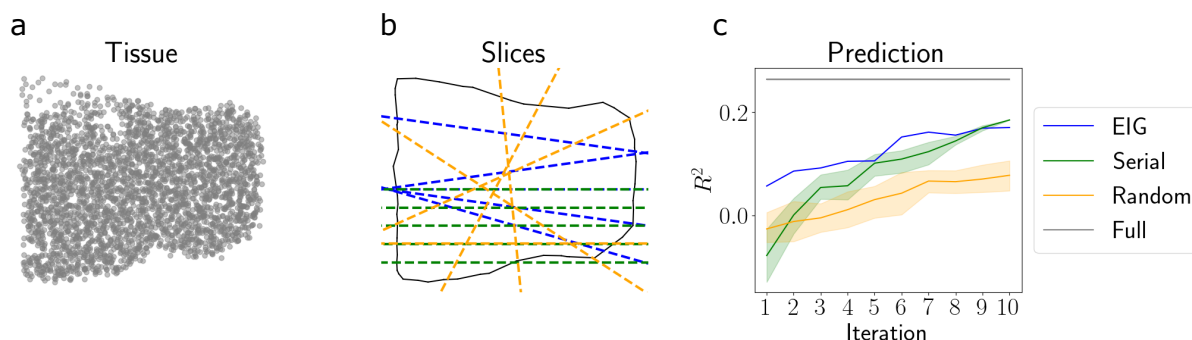 a
Tissue
b
Slices
c
Prediction
R²
0.2
0.0
1 2 3 4 5 6 7 8 9 10
Iteration
EIG
Serial
Random
Full